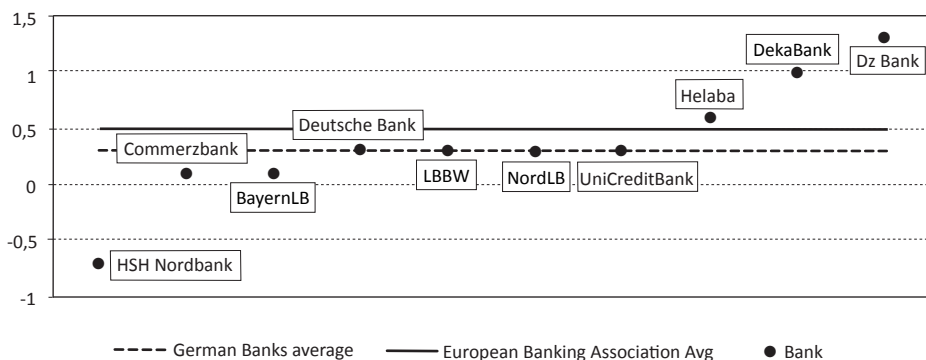 1,5
DekaBank
Dz Bank
1
Helaba
Deutsche Bank
0,5
Commerzbank
LBBW
NordLB
UniCreditBank
BayernLB
0
-0,5
HSH Nordbank
-1
German Banks average
European Banking Association Avg
Bank